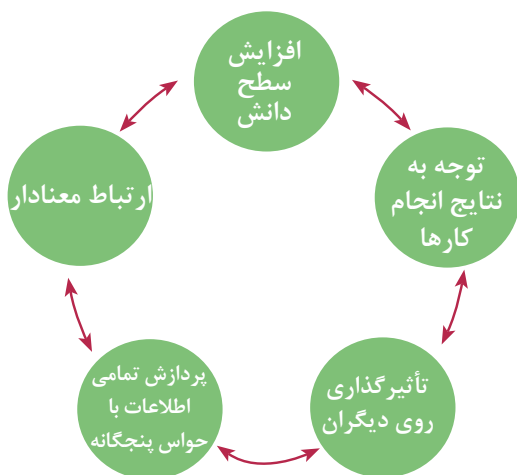 افزایش
سطح
دانش
توجه به
نتایج انجام
کارها
تأثیرگذاری
روی دیگران
پردازش تمامی
اطلاعات با
حواس پنجگانه
ارتباط معنادار